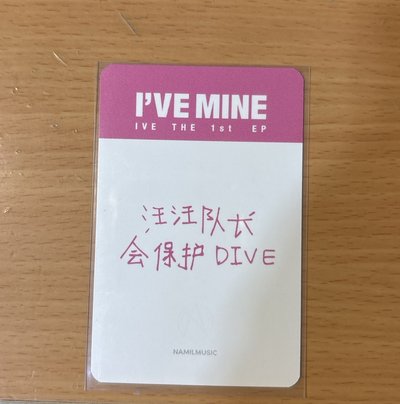 I'VE MINE
IVE THE 1st EP
汪汪队长
会保护 DIVE
NAMILMUSIC